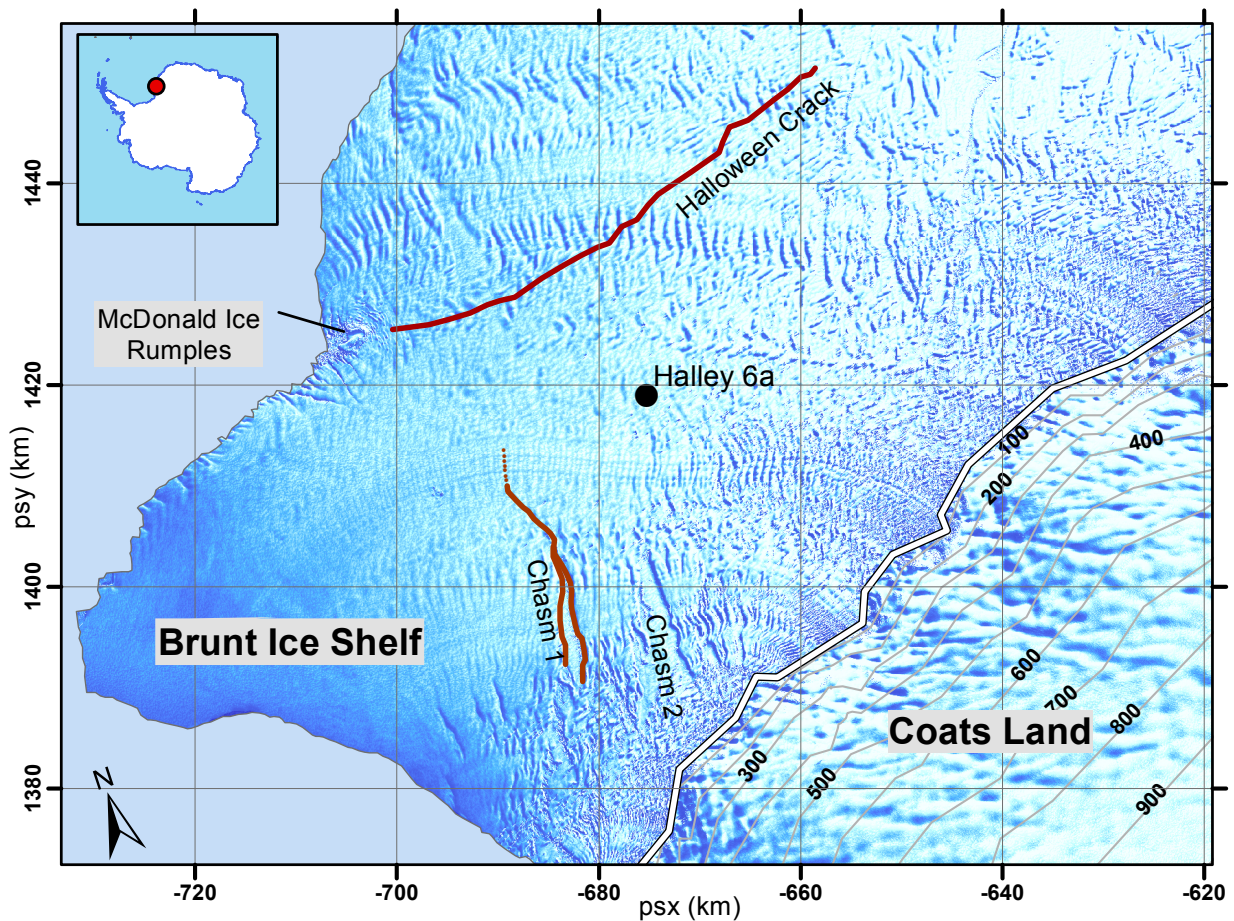 Halloween Crack
McDonald Ice
Rumples
Halley 6a
Chasm 1
Chasm 2
Brunt Ice Shelf
Coats Land
100
200
400
600
700
800
300
500
900
N
psy (km)
1440
1420
1400
1380
-720
-700
-680
-660
-640
-620
psx (km)